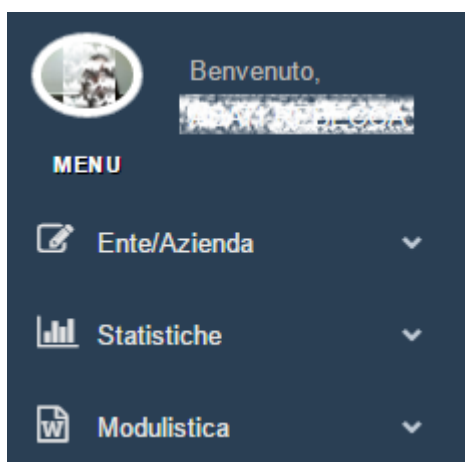 Benvenuto,
MENU
Ente/Azienda
Statistiche
Modulistica